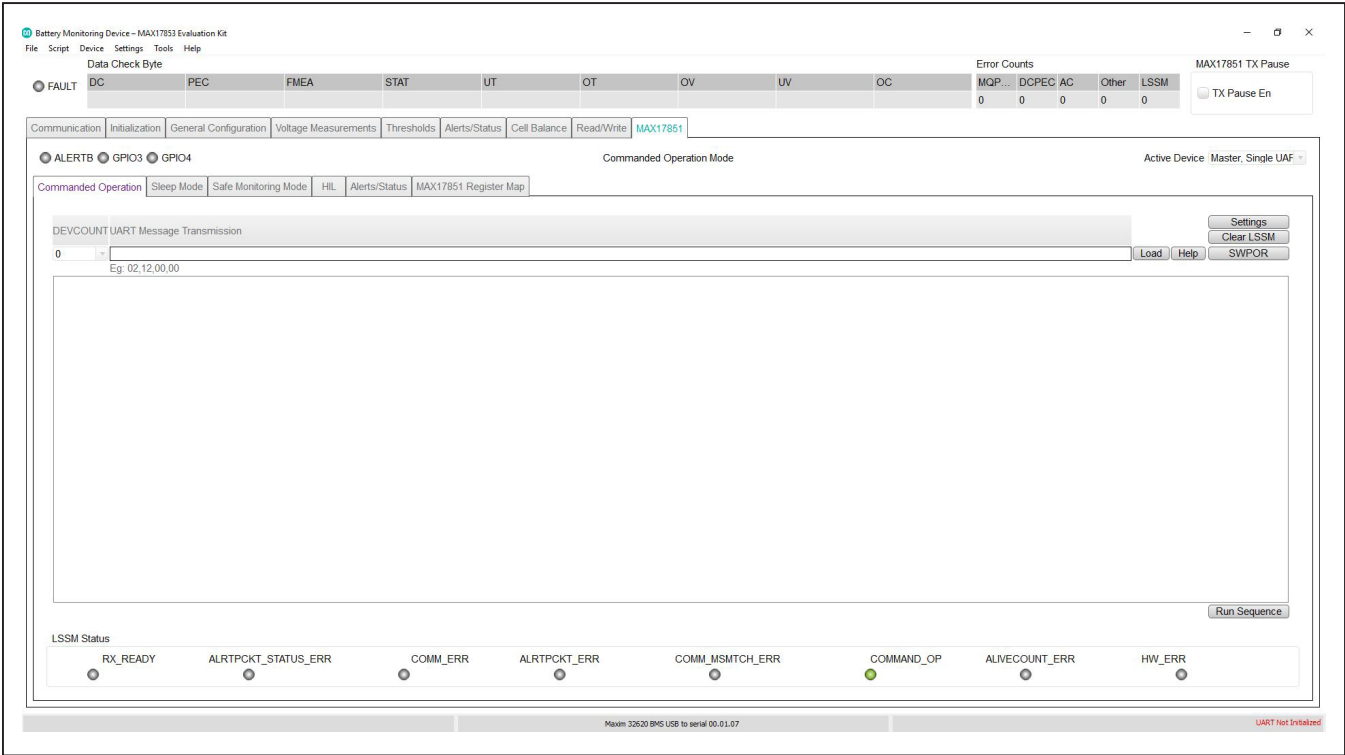 Battery Monitoring Device – MAX17853 Evaluation Kit
File Script Device Settings Tools Help
Data Check Byte
Error Counts
MAX17851 TX Pause
FAULT
DC PEC FMEA STAT UT OT OV UV OC
MQP... DCPEC AC Other LSSM
0 0 0 0 0
TX Pause En
Communication Initialization General Configuration Voltage Measurements Thresholds Alerts/Status Cell Balance Read/Write MAX17851
ALERTB GPIO3 GPIO4
Commanded Operation Mode
Active Device Master, Single UAF
Commanded Operation Sleep Mode Safe Monitoring Mode HIL Alerts/Status MAX17851 Register Map
DEVCOUNT UART Message Transmission
Settings
Clear LSSM
0
Load Help SWPOR
Eg: 02,12,00,00
Run Sequence
LSSM Status
RX_READY ALRTPCKT_STATUS_ERR COMM_ERR ALRTPCKT_ERR COMM_MSMTCH_ERR COMMAND_OP ALIVECOUNT_ERR HW_ERR
Maxim 32620 BMS USB to serial 00.01.07
UART Not Initialized